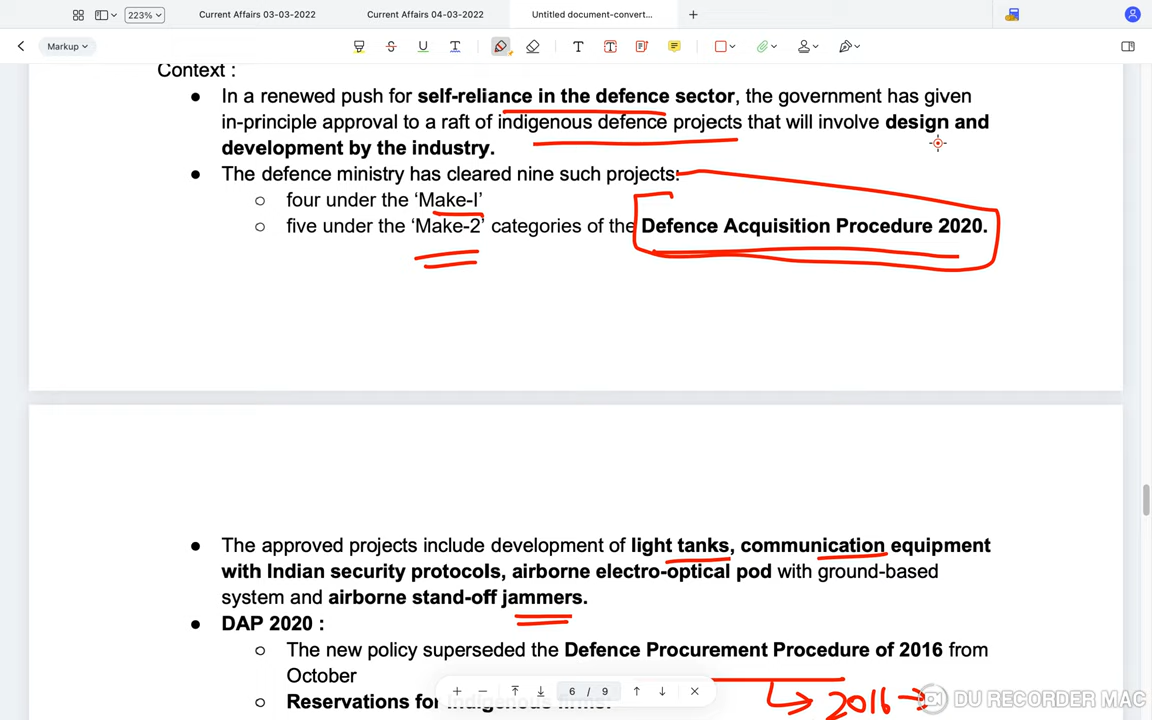 223%
Current Affairs 03-03-2022
Current Affairs 04-03-2022
Untitled document-convert...
Markup
Context :
In a renewed push for self-reliance in the defence sector, the government has given
in-principle approval to a raft of indigenous defence projects that will involve design and
development by the industry.
The defence ministry has cleared nine such projects:
four under the ‘Make-I’
five under the ‘Make-2’ categories of the Defence Acquisition Procedure 2020.
The approved projects include development of light tanks, communication equipment
with Indian security protocols, airborne electro-optical pod with ground-based
system and airborne stand-off jammers.
DAP 2020 :
The new policy superseded the Defence Procurement Procedure of 2016 from
October
6 / 9
Reservations for
2016
DU RECORDER MAC